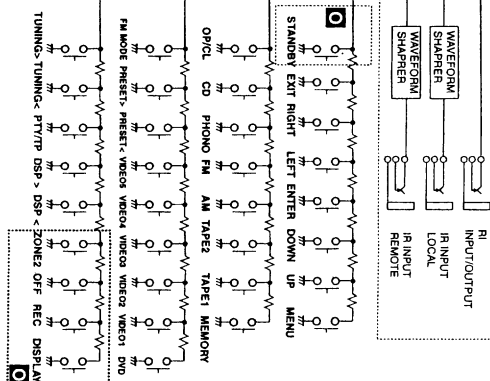 RI
INPUT/OUTPUT
IR INPUT
LOCAL
IR INPUT
REMOTE
WAVEFORM
SHAPRER
WAVEFORM
SHAPRER
O
STANDBY EXIT RIGHT LEFT ENTER DOWN UP MENU
OP/CL CD PHONO FM AM TAPE2 TAPE1 MEMORY
FM MODE PRESET> PRESET< VIDEO5 VIDEO4 VIDEO3 VIDEO2 VIDEO1 DVD
TUNING> TUNING< PTY/TP DSP > DSP < ZONE2 OFF REC DISPLAY
O